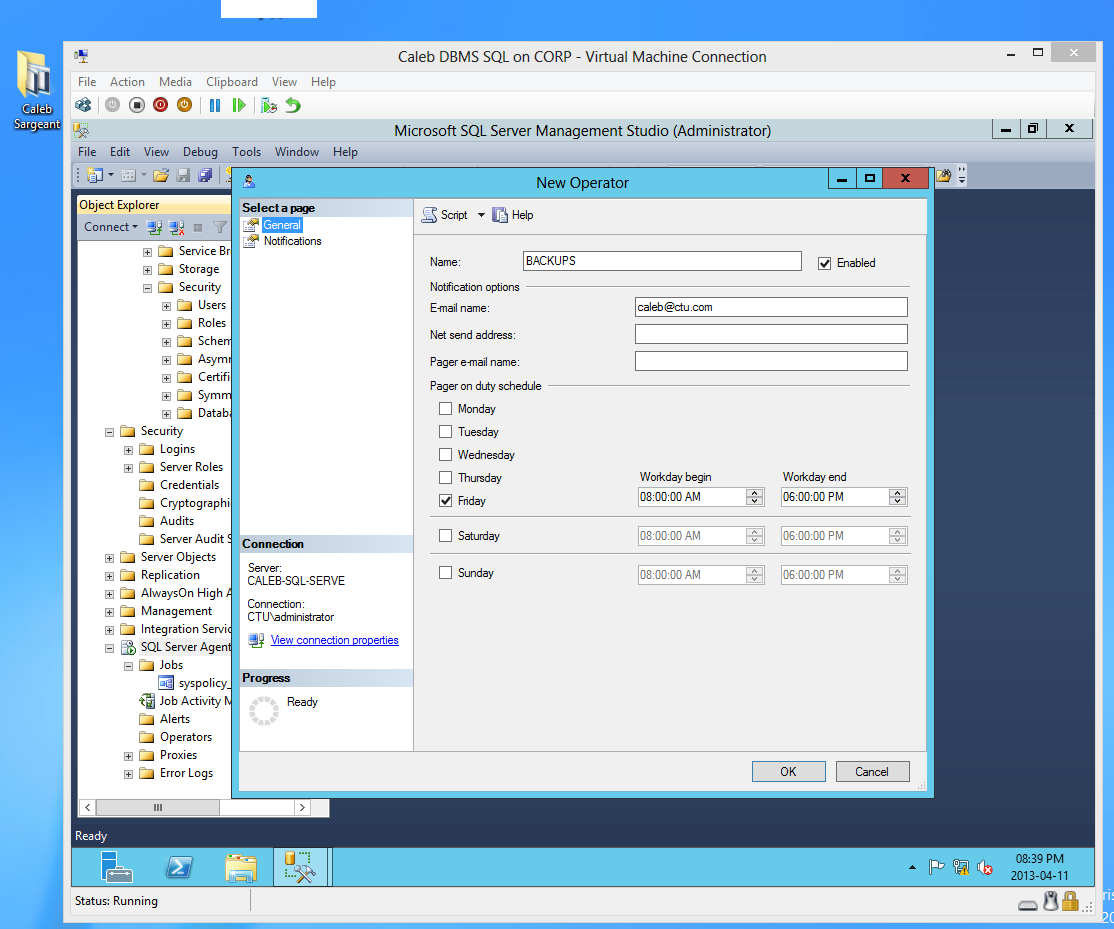 Caleb
Sargeant
Caleb DBMS SQL on CORP - Virtual Machine Connection
File Action Media Clipboard View Help
Microsoft SQL Server Management Studio (Administrator)
File Edit View Debug Tools Window Help
New Operator
Object Explorer
Connect
Service Br
Storage
Security
Users
Roles
Schem
Asymr
Certifi
Symm
Databa
Security
Logins
Server Roles
Credentials
Cryptographi
Audits
Server Audit S
Server Objects
Replication
AlwaysOn High A
Management
Integration Servic
SQL Server Agent
Jobs
syspolicy_
Job Activity M
Alerts
Operators
Proxies
Error Logs
Select a page
General
Notifications
Connection
Server:
CALEB-SQL-SERVE
Connection:
CTU\administrator
View connection properties
Progress
Ready
Script Help
Name: BACKUPS Enabled
Notification options
E-mail name: caleb@ctu.com
Net send address:
Pager e-mail name:
Pager on duty schedule
Monday
Tuesday
Wednesday
Thursday Workday begin Workday end
Friday 08:00:00 AM 06:00:00 PM
Saturday 08:00:00 AM 06:00:00 PM
Sunday 08:00:00 AM 06:00:00 PM
OK Cancel
Ready
08:39 PM
2013-04-11
Status: Running